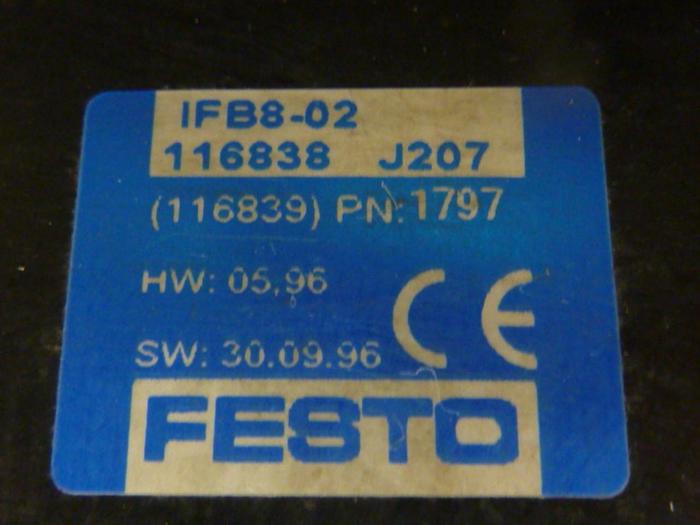 IFB8-02
116838 J207
(116839) PN: 1797
HW: 05.96
SW: 30.09.96
CE
FESTO